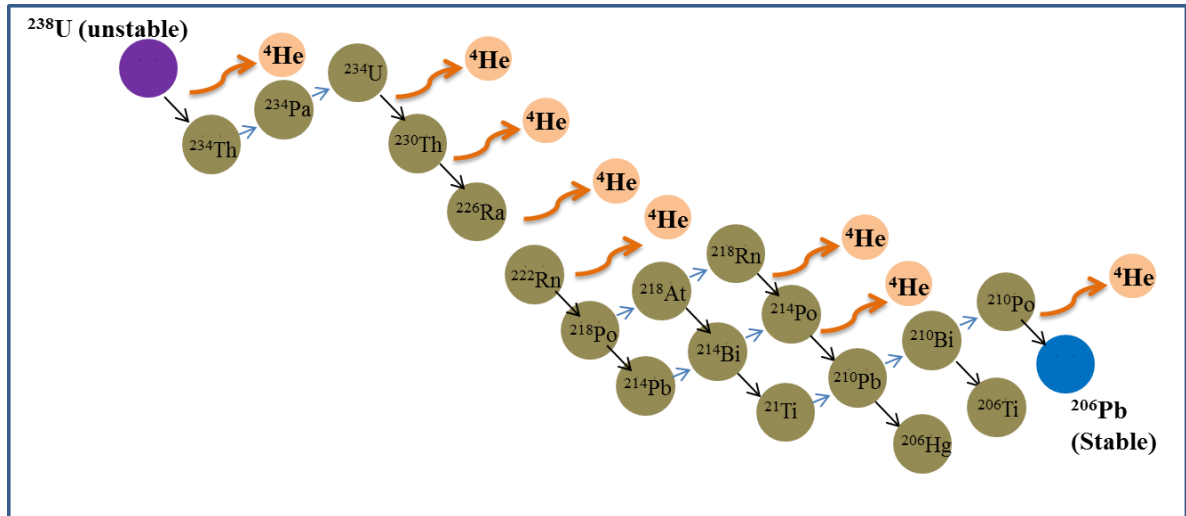 ²³⁸U (unstable)
⁴He
⁴He
²³⁴U
²³⁴Pa
²³⁴Th
⁴He
²³⁰Th
⁴He
²²⁶Ra
⁴He
²¹⁸Rn
⁴He
²²²Rn
²¹⁸At
⁴He
²¹⁴Po
²¹⁰Po
⁴He
²¹⁸Po
²¹⁴Bi
²¹⁰Bi
²¹⁴Pb
²¹⁰Pb
²¹Ti
²⁰⁶Ti
²⁰⁶Hg
²⁰⁶Pb
(Stable)